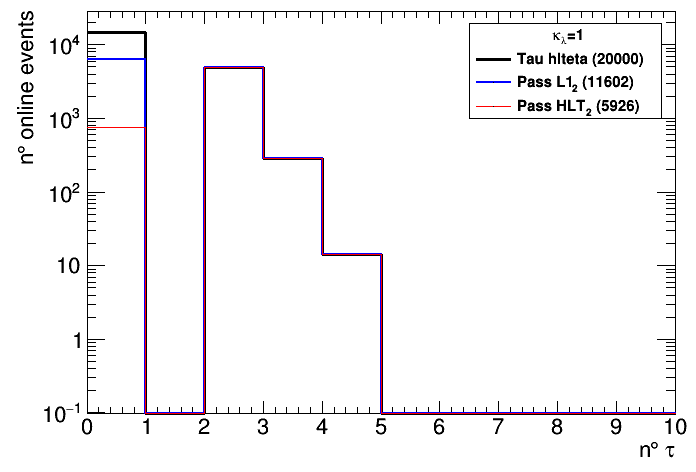 n° online events
10⁴
10³
10²
10
1
10⁻¹
0 1 2 3 4 5 6 7 8 9 10
n° τ
κλ=1
Tau hlteta (20000)
Pass L1₂ (11602)
Pass HLT₂ (5926)